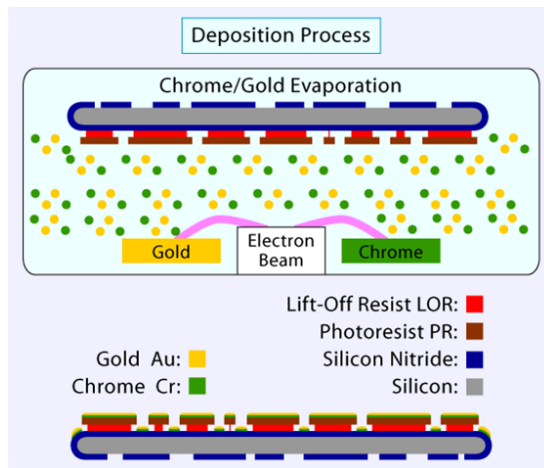 Deposition Process
Chrome/Gold Evaporation
Gold
Electron
Beam
Chrome
Lift-Off Resist LOR:
Photoresist PR:
Gold Au:
Silicon Nitride:
Chrome Cr:
Silicon: